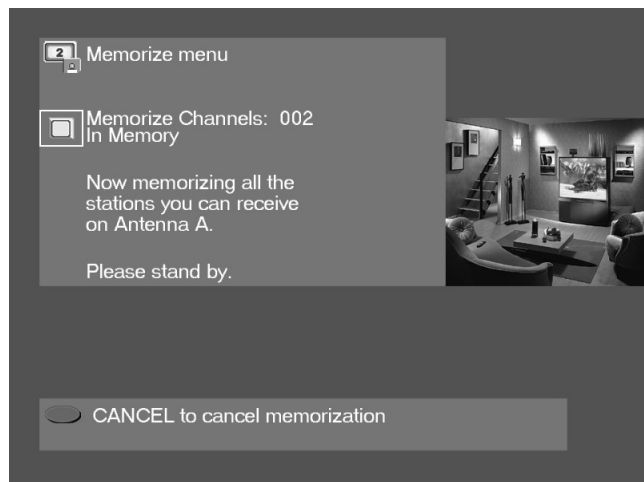 2
Memorize menu
Memorize Channels: 002
In Memory
Now memorizing all the
stations you can receive
on Antenna A.
Please stand by.
CANCEL to cancel memorization